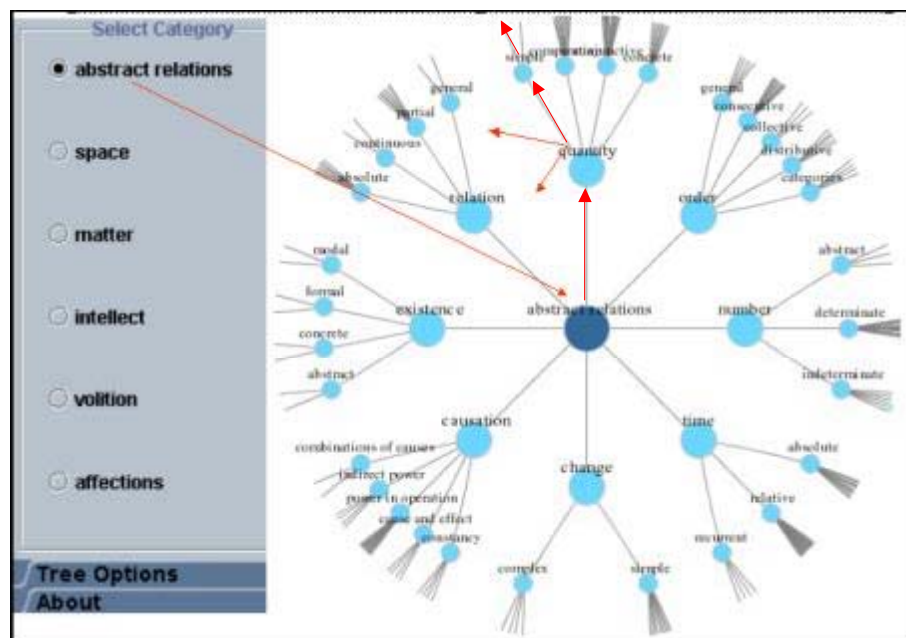 Select Category
abstract relations
space
matter
intellect
volition
affections
Tree Options
About
simple
concrete
general
partial
continuous
absolute
relation
quantity
general
consecutive
collective
distributive
categories
order
modal
formal
concrete
abstract
existence
abstract relations
number
abstract
determinate
indeterminate
causation
combinations of causes
indirect power
power in operation
cause and effect
constancy
change
complex
simple
time
absolute
relative
recurrent